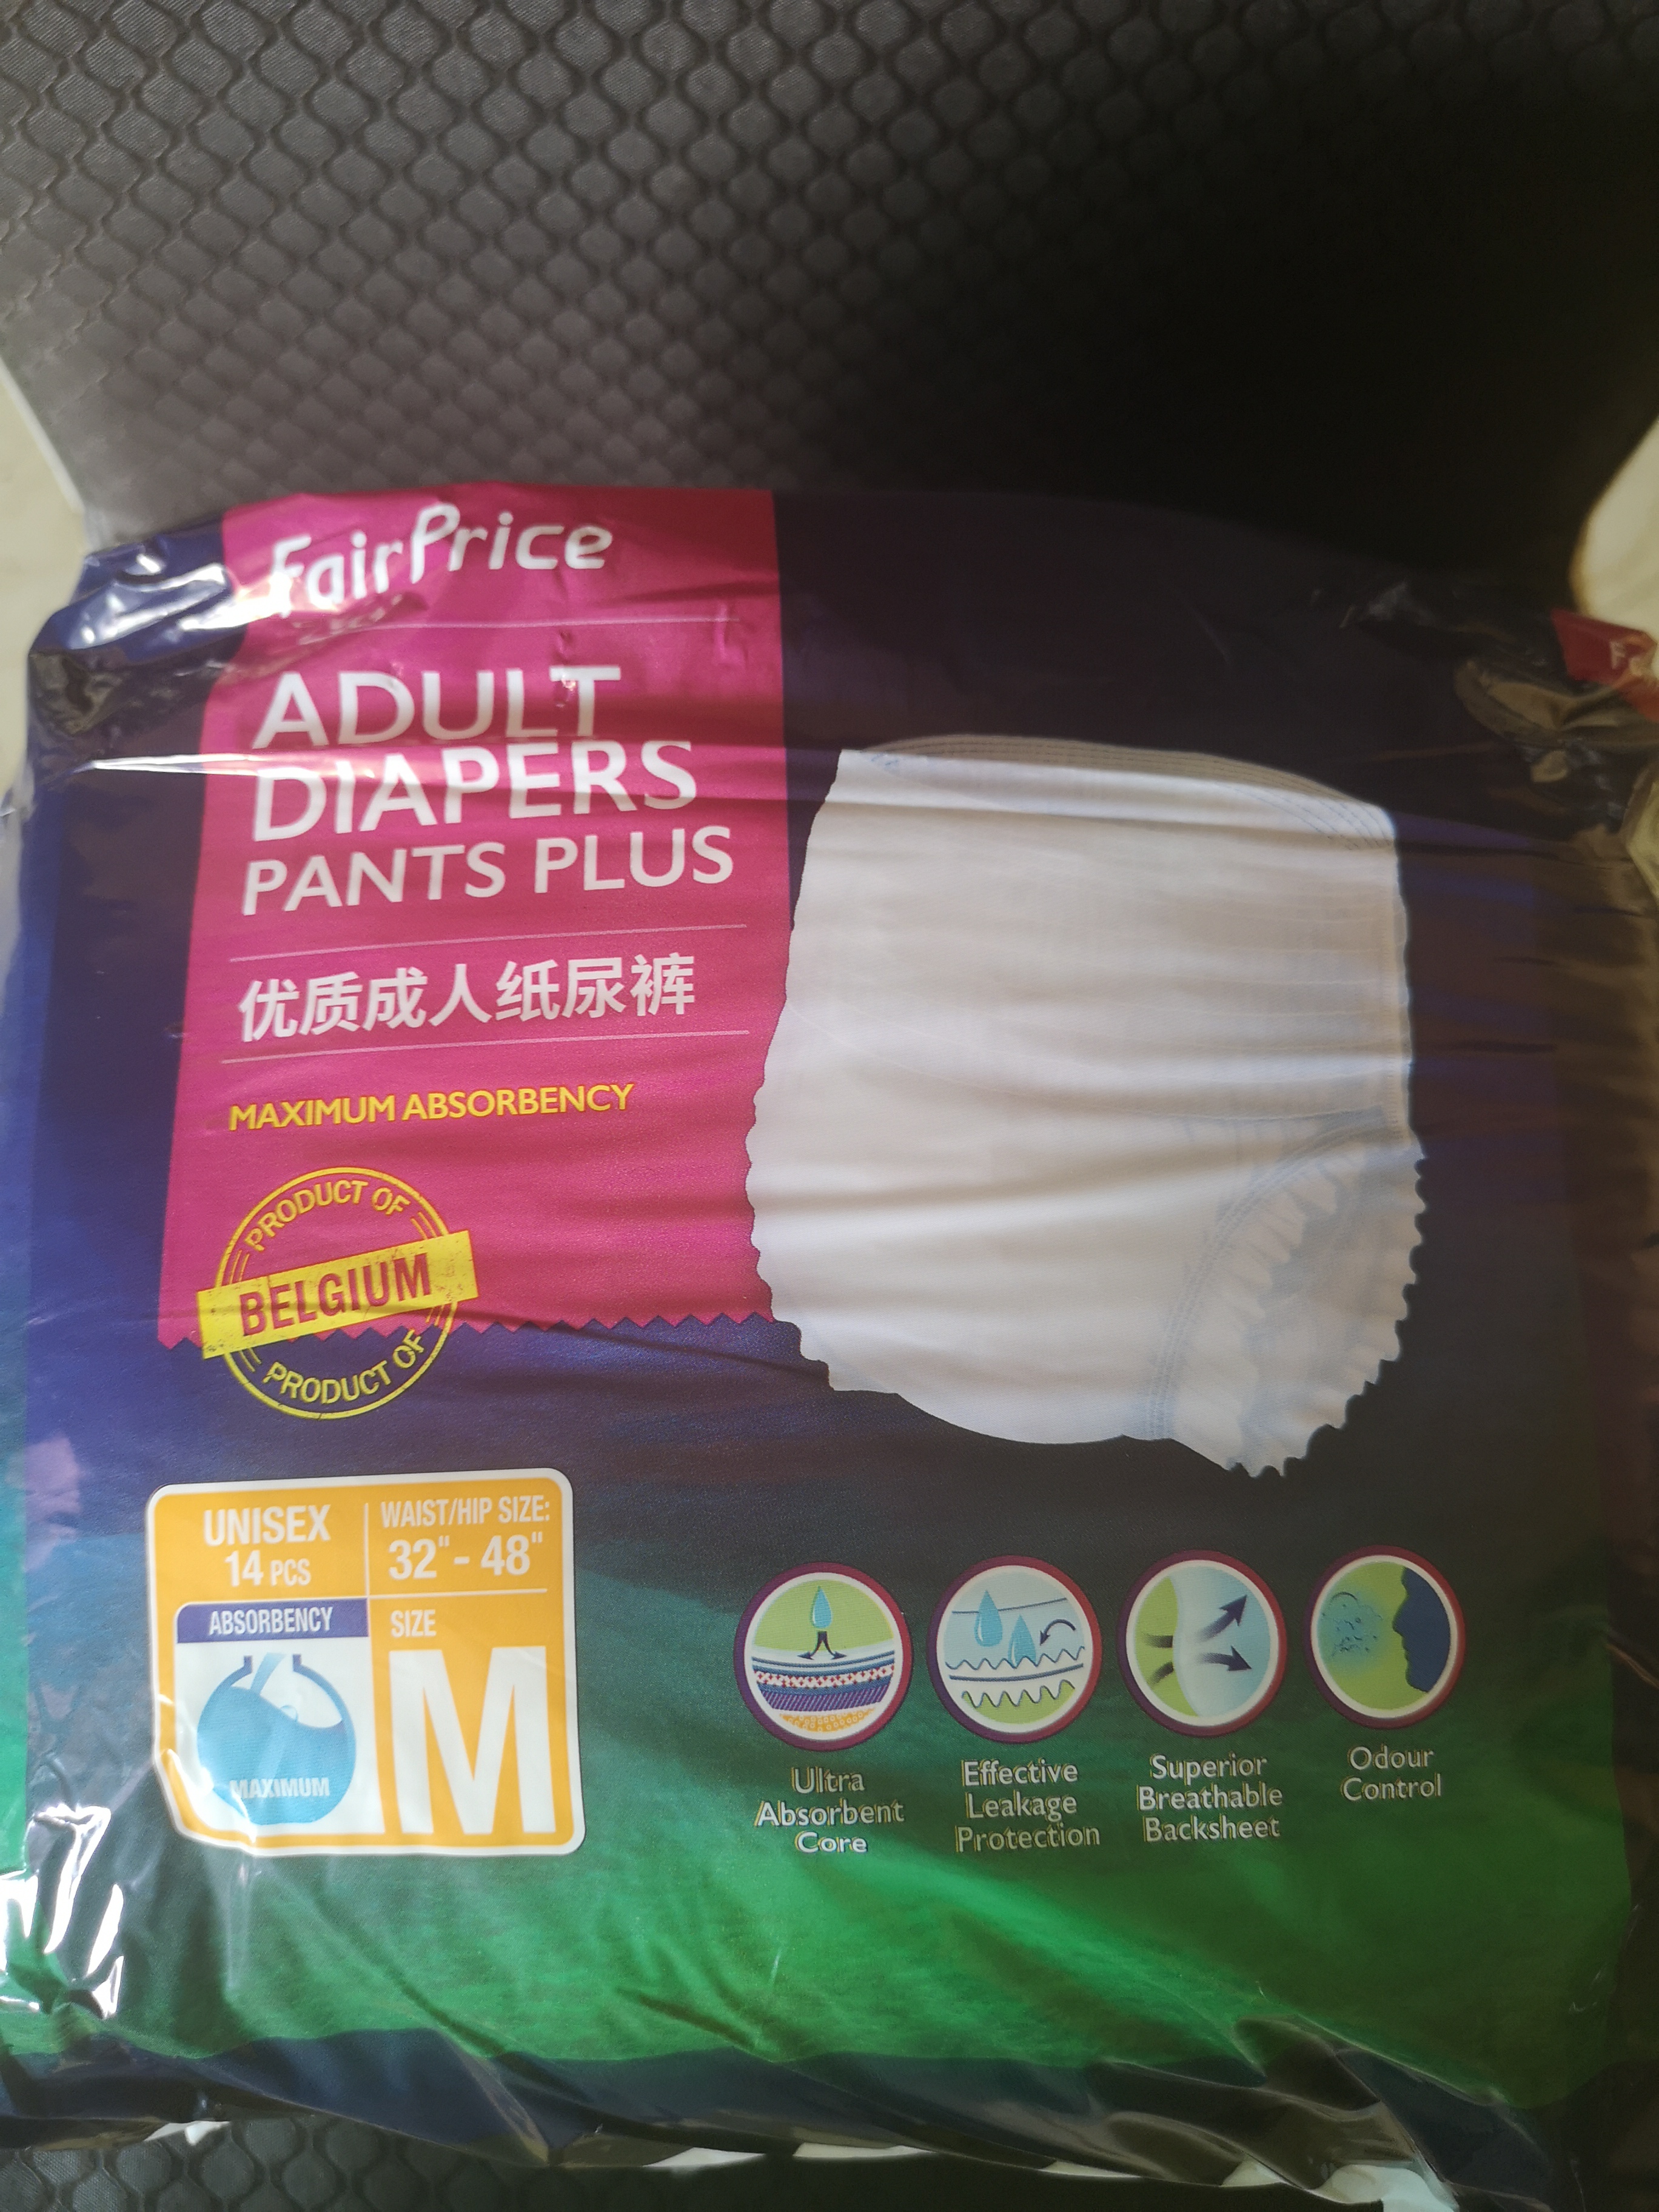 FairPrice
ADULT
DIAPERS
PANTS PLUS
优质成人纸尿裤
MAXIMUM ABSORBENCY
PRODUCT OF
BELGIUM
PRODUCT OF
UNISEX
14 PCS
WAIST/HIP SIZE:
32" - 48"
ABSORBENCY
MAXIMUM
SIZE
M
Ultra
Absorbent
Core
Effective
Leakage
Protection
Superior
Breathable
Backsheet
Odour
Control